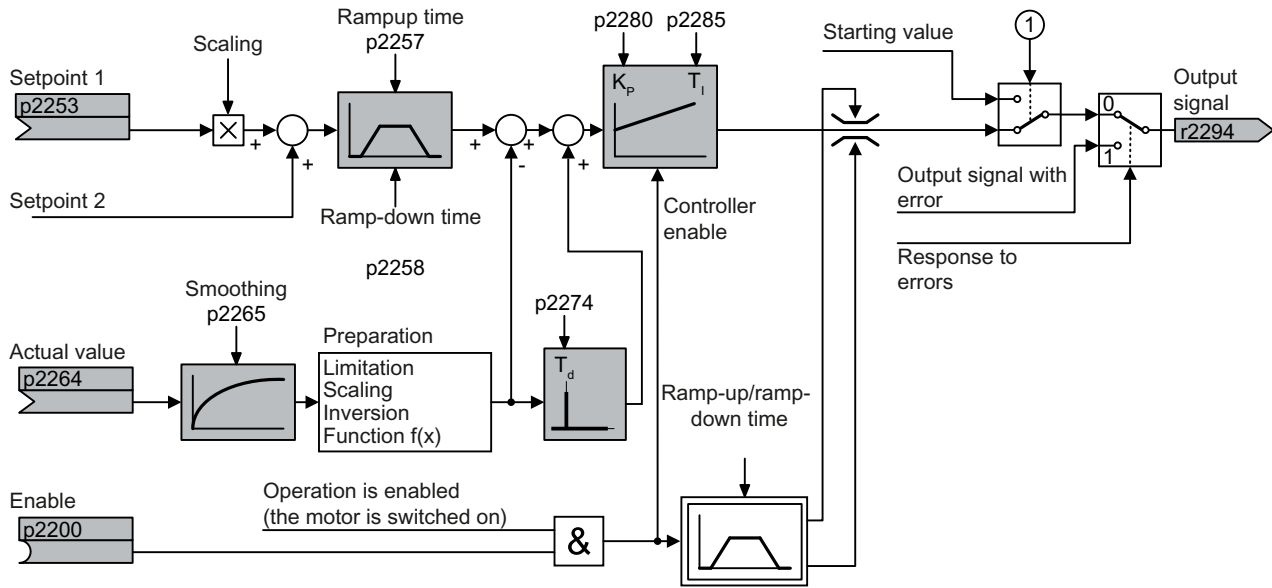 Setpoint 1
p2253
Scaling
×
+
+
Setpoint 2
Rampup time
p2257
Ramp-down time
p2258
+
-
+
+
p2280
p2285
KP
TI
Controller
enable
Starting value
1
0
1
Output
signal
r2294
Output signal with
error
Response to
errors
Smoothing
p2265
Actual value
p2264
Preparation
Limitation
Scaling
Inversion
Function f(x)
p2274
Td
Ramp-up/ramp-
down time
Enable
p2200
Operation is enabled
(the motor is switched on)
&